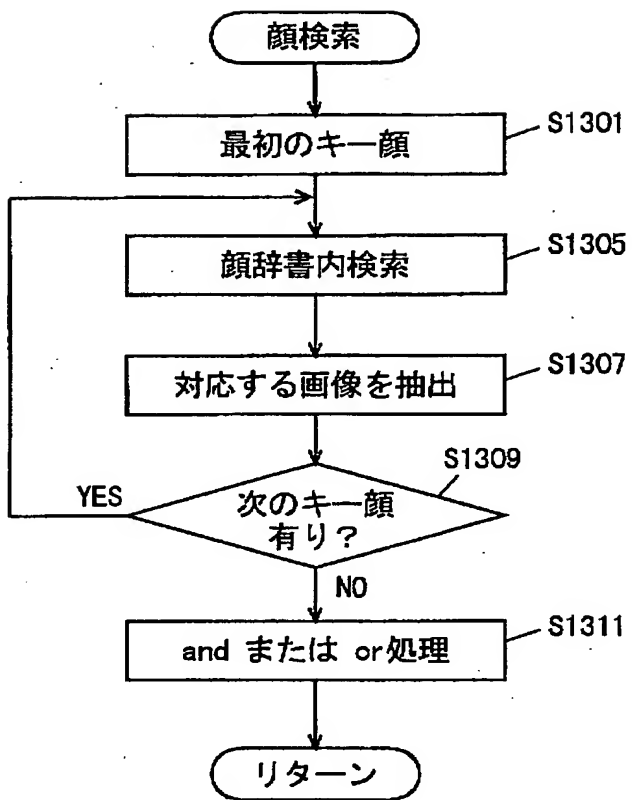 顔検索
最初のキー顔
S1301
顔辞書内検索
S1305
対応する画像を抽出
S1307
S1309
YES
次のキー顔
有り？
NO
and または or処理
S1311
リターン